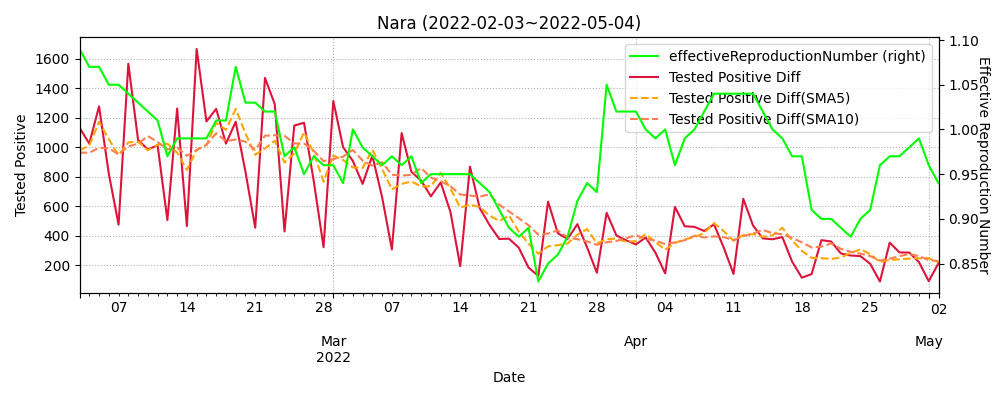 Nara (2022-02-03~2022-05-04)
effectiveReproductionNumber (right)
Tested Positive Diff
Tested Positive Diff(SMA5)
Tested Positive Diff(SMA10)
Tested Positive
1600
1400
1200
1000
800
600
400
200
1.10
1.05
1.00
0.95
0.90
0.85
Effective Reproduction Number
07 14 21 28 07 14 21 28 04 11 18 25 02
Mar Apr May
2022
Date